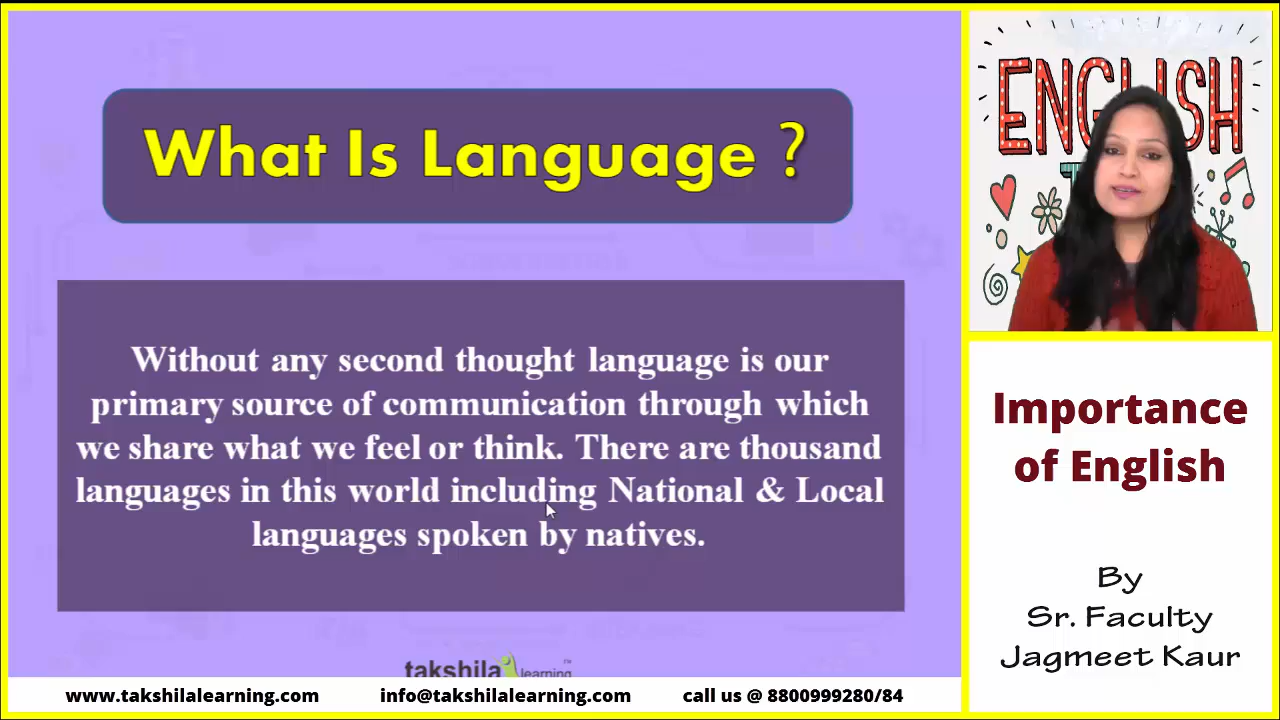 What Is Language ?
Without any second thought language is our
primary source of communication through which
we share what we feel or think. There are thousand
languages in this world including National & Local
languages spoken by natives.
takshila learning™
www.takshilalearning.com info@takshilalearning.com call us @ 8800999280/84
ENGLISH
Importance
of English
By
Sr. Faculty
Jagmeet Kaur